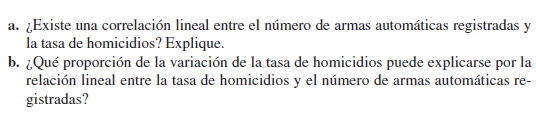 a. ¿Existe una correlación lineal entre el número de armas automáticas registradas y
la tasa de homicidios? Explique.
b. ¿Qué proporción de la variación de la tasa de homicidios puede explicarse por la
relación lineal entre la tasa de homicidios y el número de armas automáticas re-
gistradas?